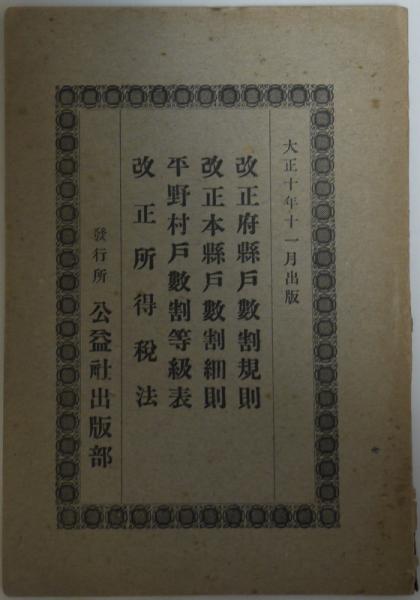 大正十年十一月出版
改正府縣戶數割規則
改正本縣戶數割細則
平野村戶數割等級表
改正所得稅法
發行所 公益社出版部